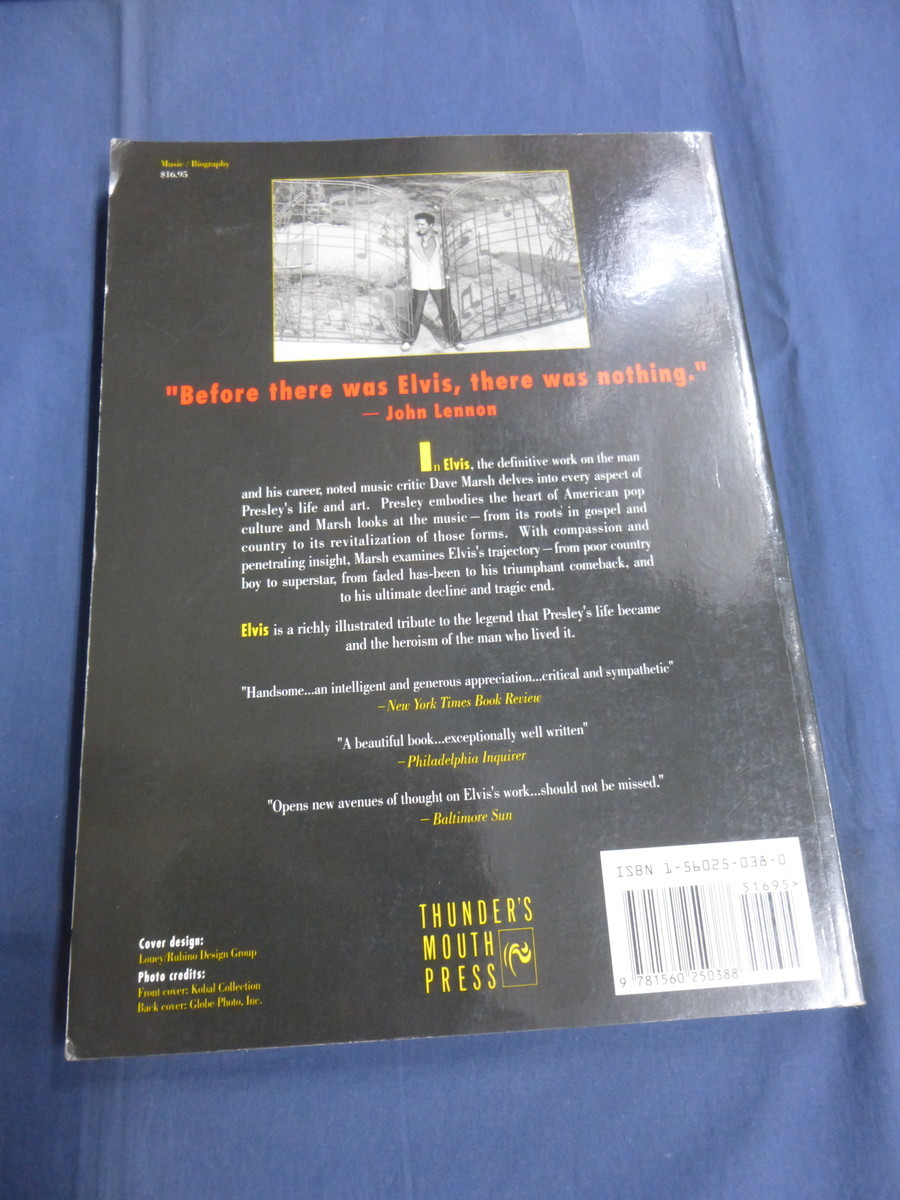 Music / Biography
$16.95
"Before there was Elvis, there was nothing."
— John Lennon
In Elvis, the definitive work on the man
and his career, noted music critic Dave Marsh delves into every aspect of
Presley's life and art. Presley embodies the heart of American pop
culture and Marsh looks at the music—from its roots in gospel and
country to its revitalization of those forms. With compassion and
penetrating insight, Marsh examines Elvis's trajectory—from poor country
boy to superstar, from faded has-been to his triumphant comeback, and
to his ultimate decline and tragic end.
Elvis is a richly illustrated tribute to the legend that Presley's life became
and the heroism of the man who lived it.
"Handsome...an intelligent and generous appreciation...critical and sympathetic"
—New York Times Book Review
"A beautiful book...exceptionally well written"
—Philadelphia Inquirer
"Opens new avenues of thought on Elvis's work...should not be missed."
— Baltimore Sun
Cover design:
Louey/Rubino Design Group
Photo credits:
Front cover: Kobal Collection
Back cover: Globe Photo, Inc.
THUNDER'S
MOUTH
PRESS
ISBN 1-56025-038-0
51695>
9 781560 250388